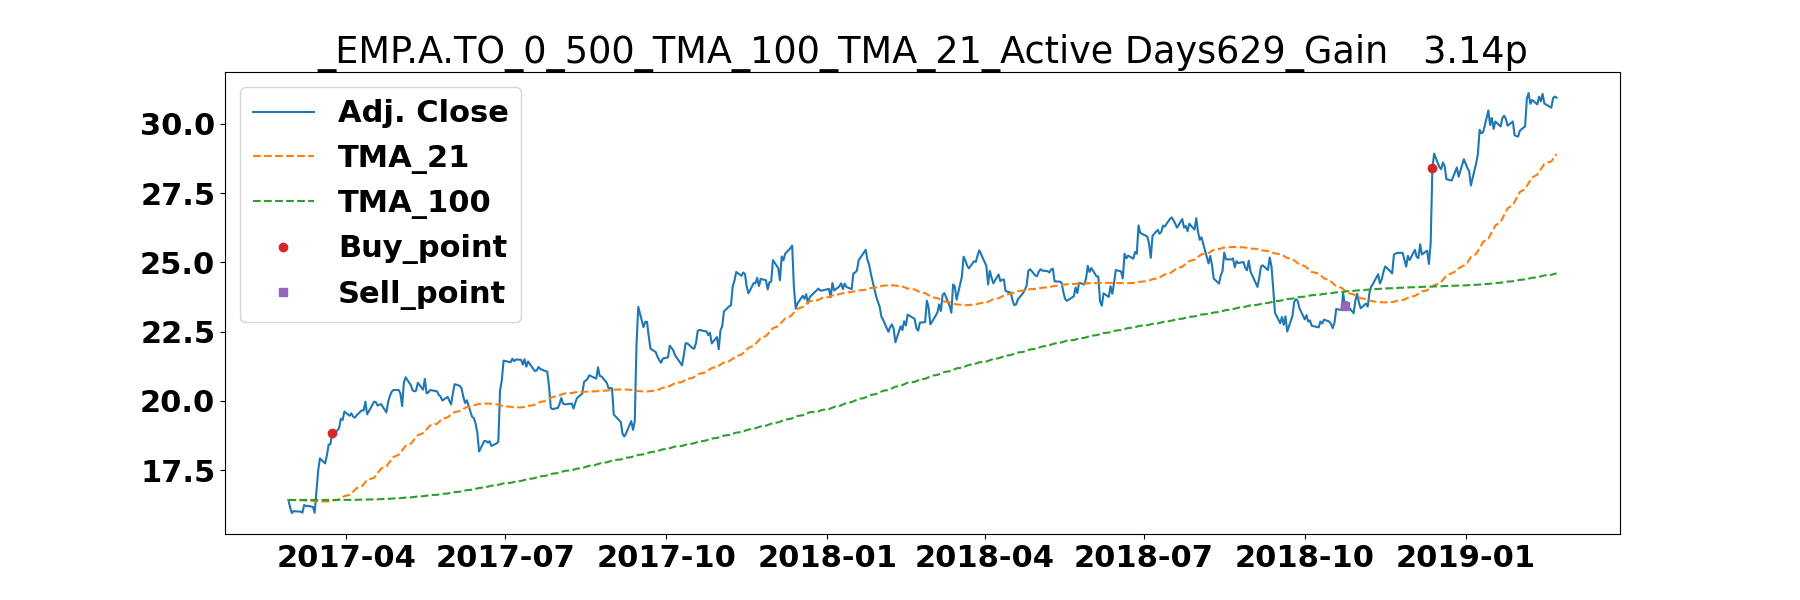 _EMP.A.TO_0_500_TMA_100_TMA_21_Active Days629_Gain   3.14p
Adj. Close
TMA_21
TMA_100
Buy_point
Sell_point
30.0
27.5
25.0
22.5
20.0
17.5
2017-04 2017-07 2017-10 2018-01 2018-04 2018-07 2018-10 2019-01